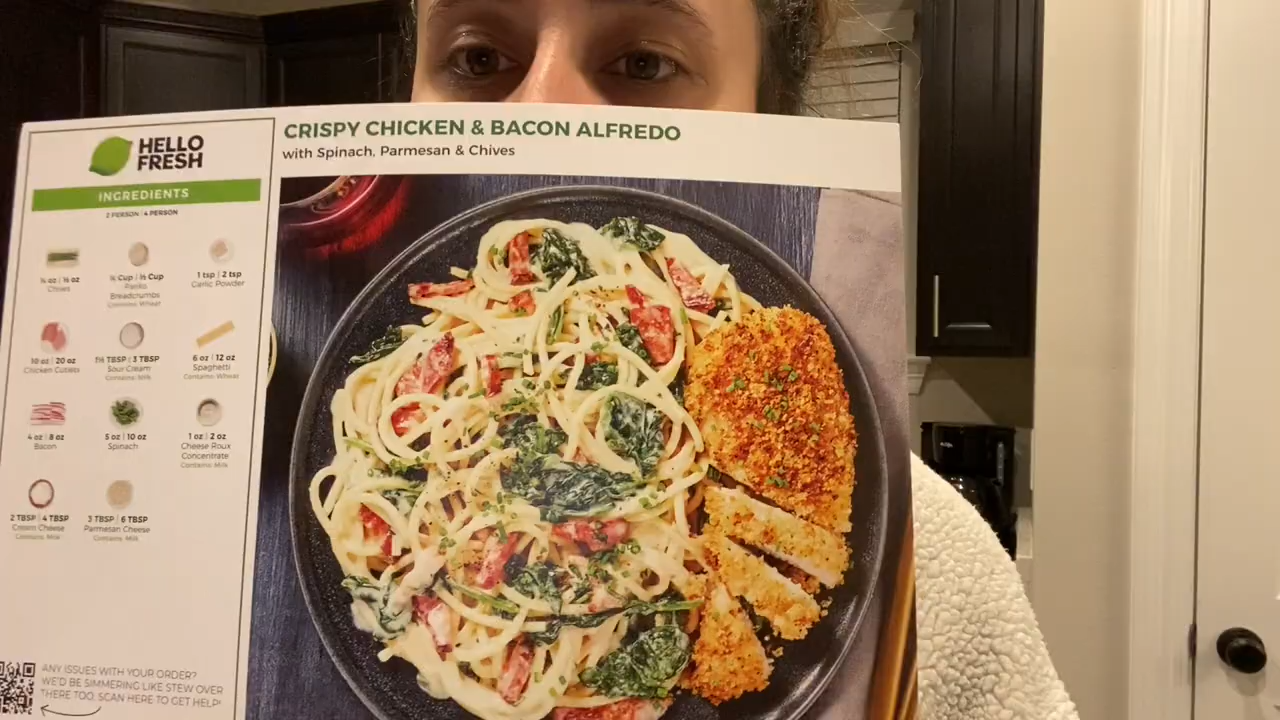 HELLO
FRESH
CRISPY CHICKEN & BACON ALFREDO
with Spinach, Parmesan & Chives
INGREDIENTS
2 PERSON | 4 PERSON
¼ oz | ½ oz
Chives
¼ Cup | ½ Cup
Panko
Breadcrumbs
Contains: Wheat
1 tsp | 2 tsp
Garlic Powder
10 oz | 20 oz
Chicken Cutlets
1½ TBSP | 3 TBSP
Sour Cream
Contains: Milk
6 oz | 12 oz
Spaghetti
Contains: Wheat
4 oz | 8 oz
Bacon
5 oz | 10 oz
Spinach
1 oz | 2 oz
Cheese Roux
Concentrate
Contains: Milk
2 TBSP | 4 TBSP
Cream Cheese
Contains: Milk
3 TBSP | 6 TBSP
Parmesan Cheese
Contains: Milk
ANY ISSUES WITH YOUR ORDER?
WE'D BE SIMMERING LIKE STEW OVER
THERE TOO. SCAN HERE TO GET HELP!